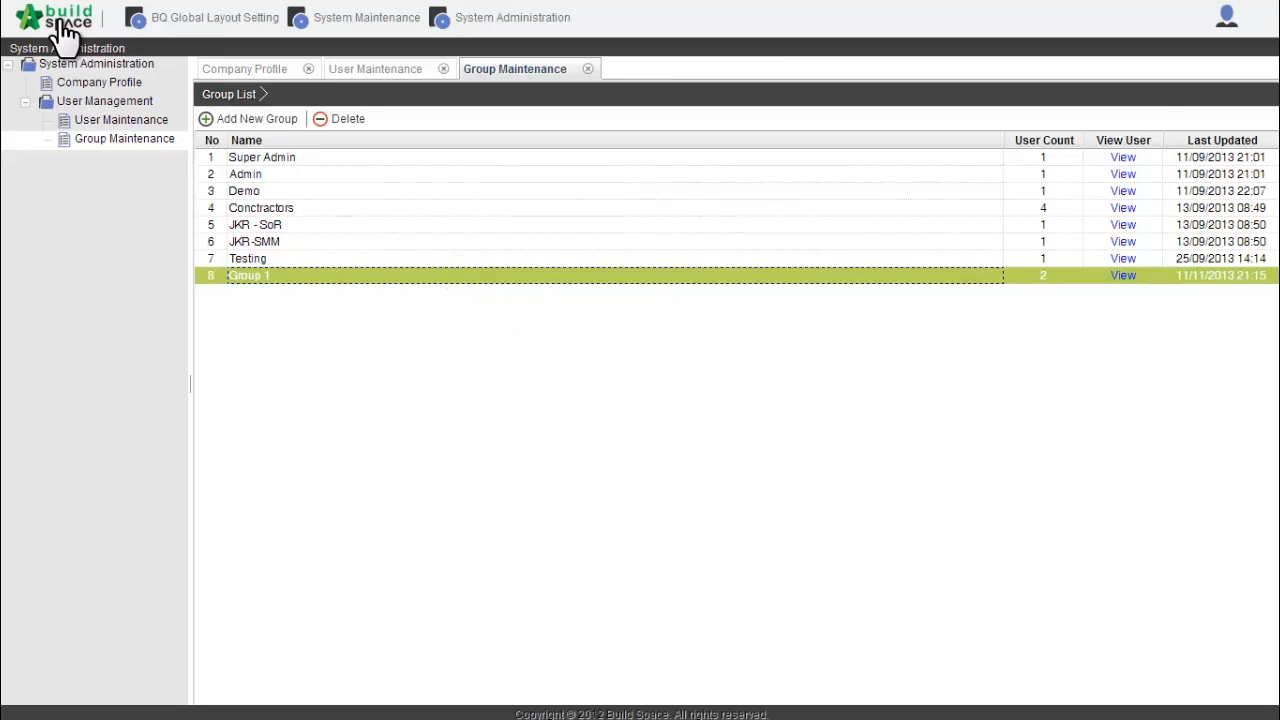 build space
BQ Global Layout Setting
System Maintenance
System Administration
System Administration
System Administration
Company Profile
User Management
User Maintenance
Group Maintenance
Company Profile
User Maintenance
Group Maintenance
Group List
Add New Group
Delete
No Name User Count View User Last Updated
1 Super Admin 1 View 11/09/2013 21:01
2 Admin 1 View 11/09/2013 21:01
3 Demo 1 View 11/09/2013 22:07
4 Conctractors 4 View 13/09/2013 08:49
5 JKR - SoR 1 View 13/09/2013 08:50
6 JKR-SMM 1 View 13/09/2013 08:50
7 Testing 1 View 25/09/2013 14:14
8 Group 1 2 View 11/11/2013 21:15
Copyright © 2012 Build Space. All rights reserved.